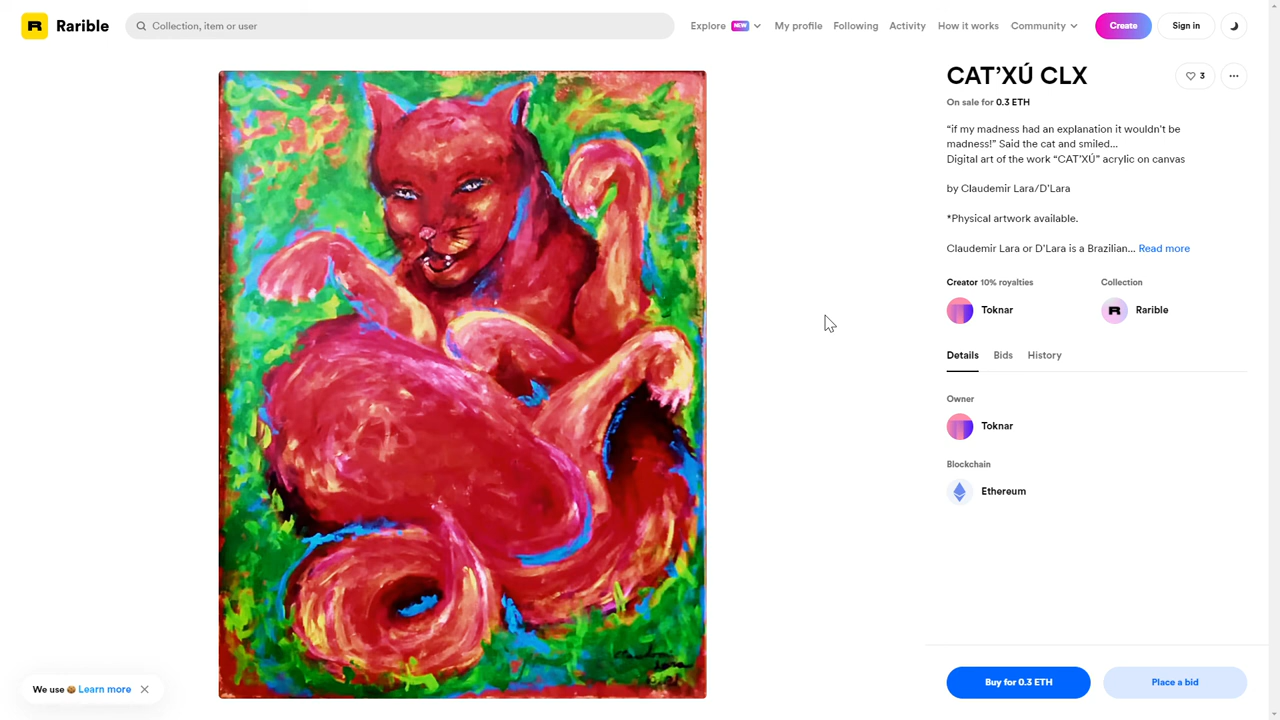 Rarible
Collection, item or user
Explore NEW
My profile
Following
Activity
How it works
Community
Create
Sign in
CAT’XÚ CLX
3
On sale for 0.3 ETH
“if my madness had an explanation it wouldn't be
madness!” Said the cat and smiled...
Digital art of the work “CAT’XÚ” acrylic on canvas
by Claudemir Lara/D'Lara
*Physical artwork available.
Claudemir Lara or D'Lara is a Brazilian... Read more
Creator 10% royalties
Collection
Toknar
Rarible
Details
Bids
History
Owner
Toknar
Blockchain
Ethereum
We use 🍪 Learn more
Buy for 0.3 ETH
Place a bid